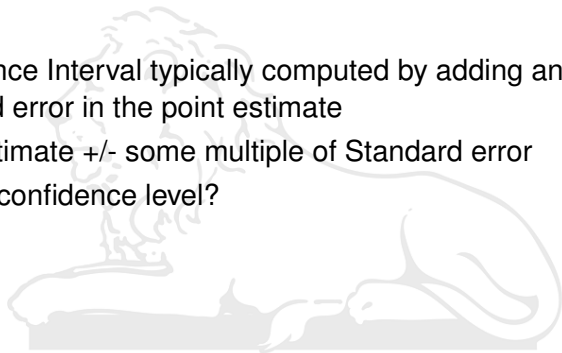 nce Interval typically computed by adding an
d error in the point estimate
timate +/- some multiple of Standard error
confidence level?